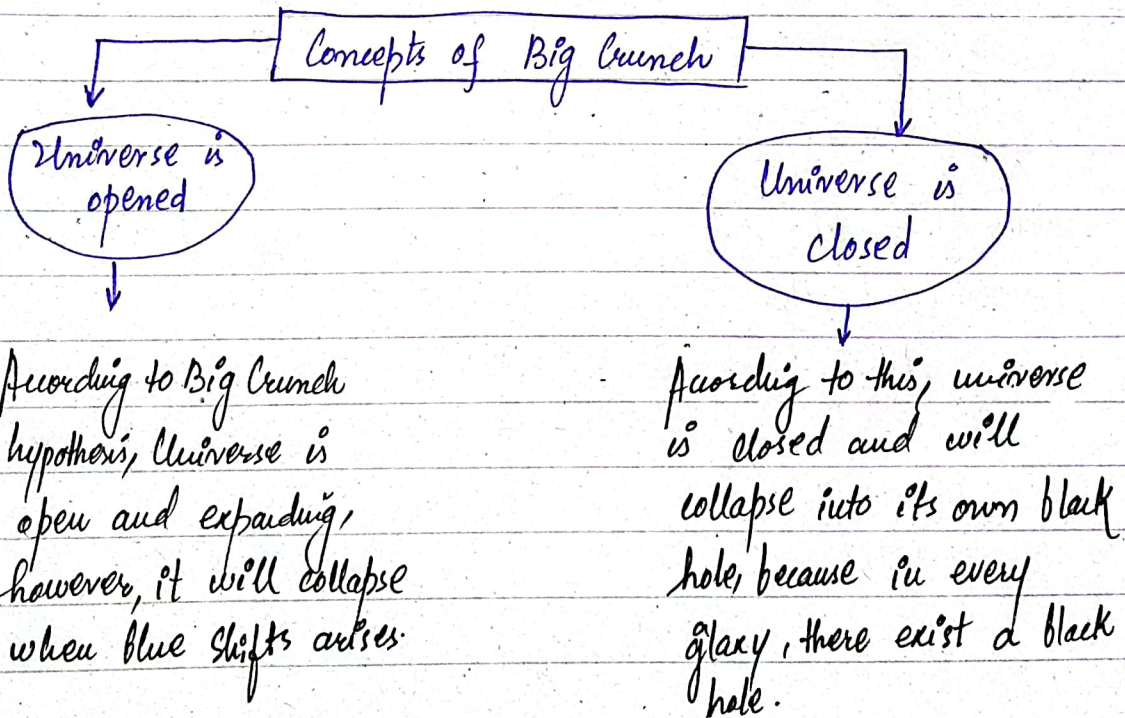 Concepts of Big Crunch
Universe is
opened
Universe is
closed
According to Big Crunch
hypothesis, Universe is
open and expanding,
however, it will collapse
when blue shifts arises.
According to this, universe
is closed and will
collapse into its own black
hole, because in every
glaxy, there exist a black
hole.